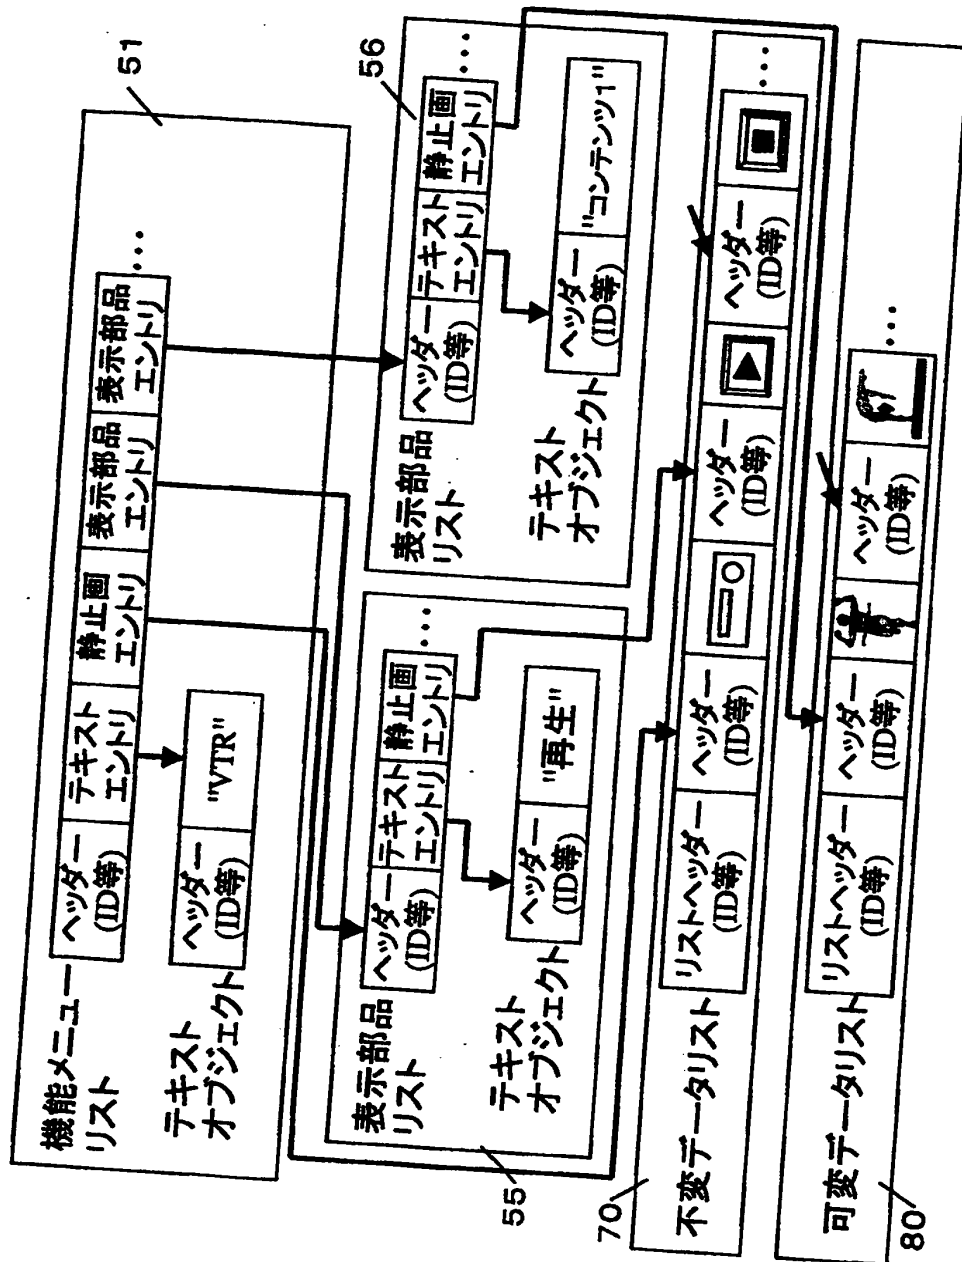 51
機能メニュー
リスト
ヘッダー
(ID等)
テキスト
エントリ
静止画
エントリ
表示部品
エントリ
表示部品
エントリ
...
テキスト
オブジェクト
ヘッダー
(ID等)
"VTR"
55
表示部品
リスト
ヘッダー
(ID等)
テキスト
エントリ
静止画
エントリ
...
テキスト
オブジェクト
ヘッダー
(ID等)
"再生"
56
表示部品
リスト
ヘッダー
(ID等)
テキスト
エントリ
静止画
エントリ
...
テキスト
オブジェクト
ヘッダー
(ID等)
"コンテンツ1"
70
不変データリスト
リストヘッダー
(ID等)
ヘッダー
(ID等)
ヘッダー
(ID等)
ヘッダー
(ID等)
...
80
可変データリスト
リストヘッダー
(ID等)
ヘッダー
(ID等)
ヘッダー
(ID等)
...